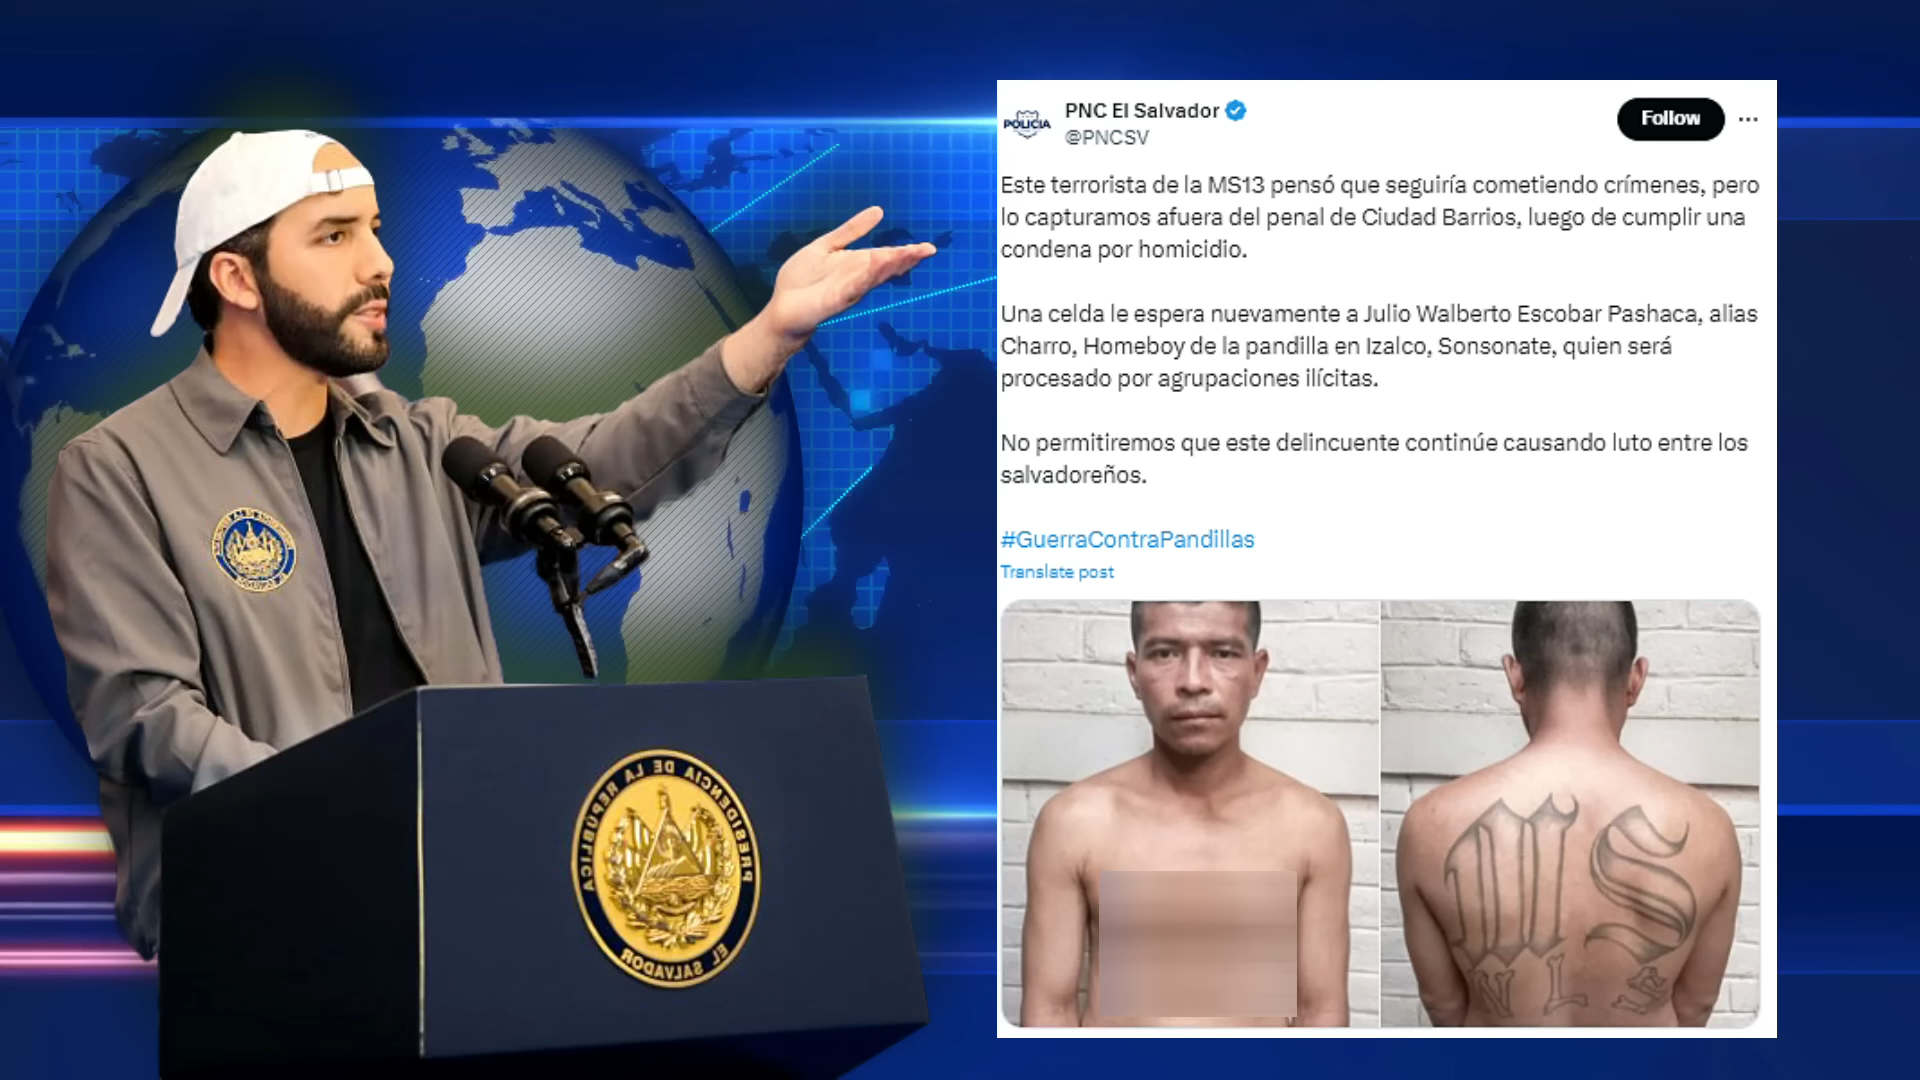 POLICIA
PNC El Salvador
@PNCSV
Follow
Este terrorista de la MS13 pensó que seguiría cometiendo crímenes, pero
lo capturamos afuera del penal de Ciudad Barrios, luego de cumplir una
condena por homicidio.
Una celda le espera nuevamente a Julio Walberto Escobar Pashaca, alias
Charro, Homeboy de la pandilla en Izalco, Sonsonate, quien será
procesado por agrupaciones ilícitas.
No permitiremos que este delincuente continúe causando luto entre los
salvadoreños.
#GuerraContraPandillas
Translate post
MS
NLS
PRESIDENCIA DE LA REPÚBLICA
EL SALVADOR